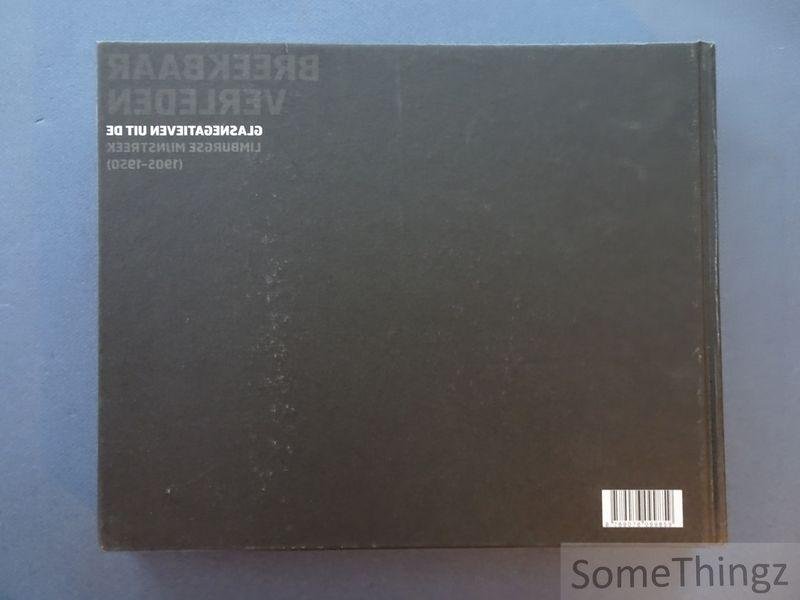 BREEKBAAR
VERLEDEN
GLASNEGATIEVEN UIT DE
LIMBURGSE MIJNSTREEK
(1905-1950)
SomeThingz